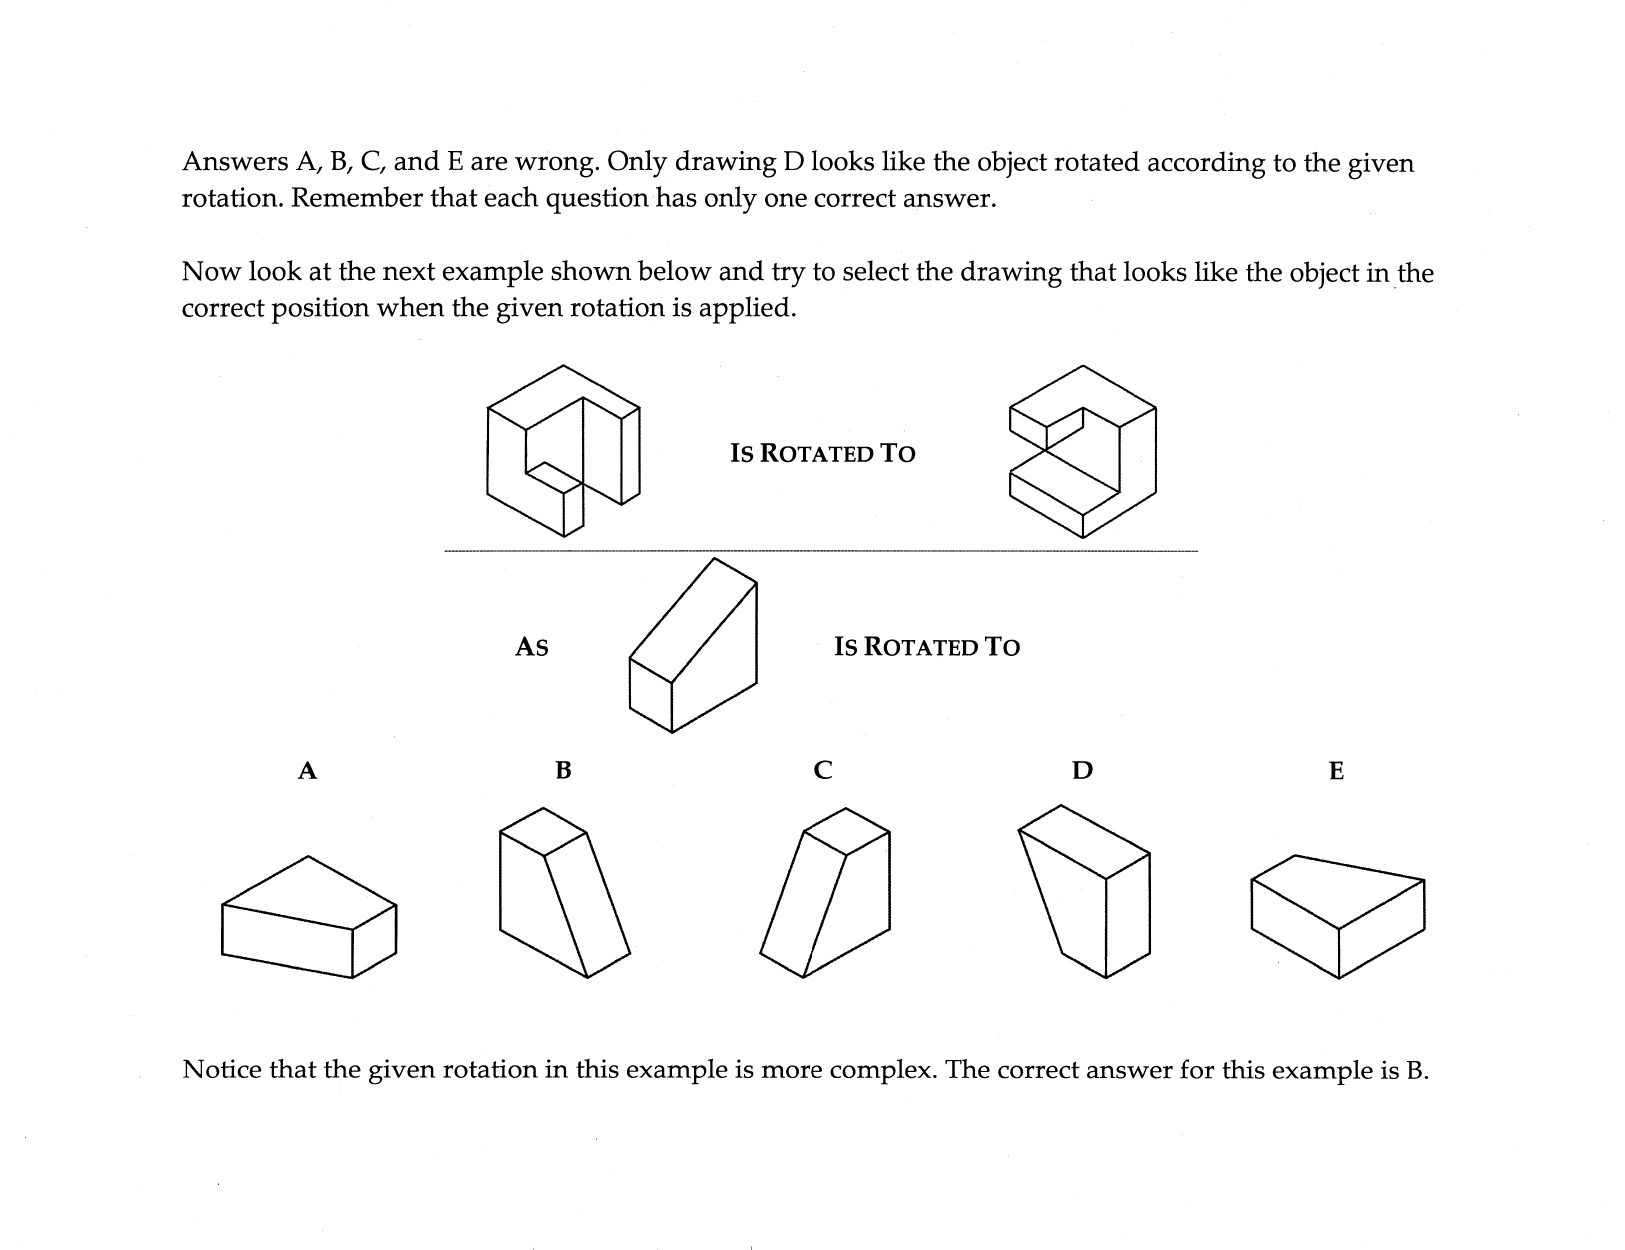 Answers A, B, C, and E are wrong. Only drawing D looks like the object rotated according to the given
rotation. Remember that each question has only one correct answer.
Now look at the next example shown below and try to select the drawing that looks like the object in the
correct position when the given rotation is applied.
IS ROTATED TO
AS IS ROTATED TO
A B C D E
Notice that the given rotation in this example is more complex. The correct answer for this example is B.